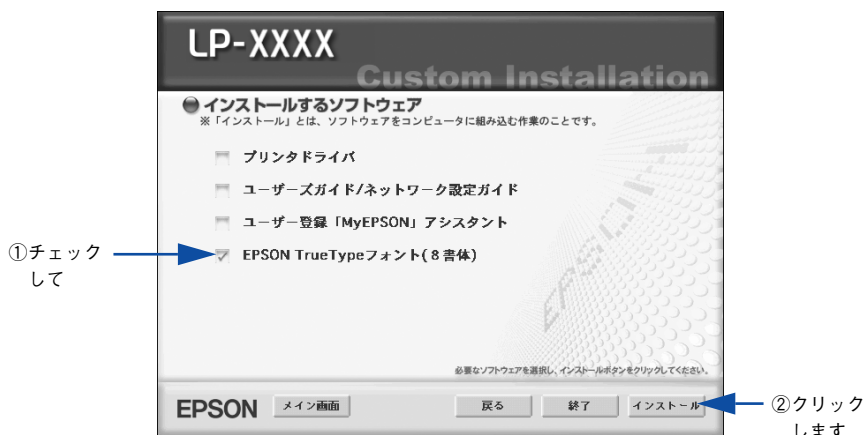 LP-XXXX
Custom Installation
インストールするソフトウェア
※「インストール」とは、ソフトウェアをコンピュータに組み込む作業のことです。
プリンタドライバ
ユーザーズガイド/ネットワーク設定ガイド
ユーザー登録「MyEPSON」アシスタント
EPSON TrueTypeフォント(8書体)
①チェック
して
EPSON
必要なソフトウェアを選択し、インストールボタンをクリックしてください。
EPSON
メイン画面
戻る
終了
インストール
②クリック
します